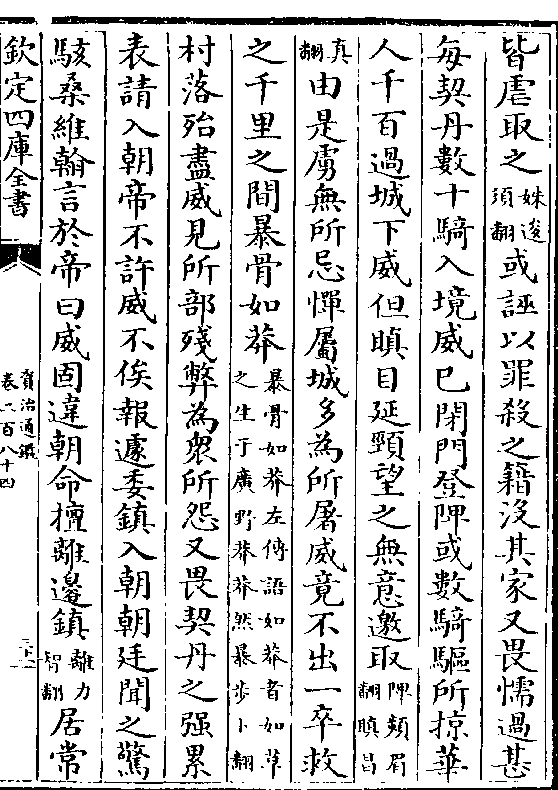 皆虐取之姝逡須翻或誣以罪殺之籍沒其家又畏懦過甚
每契丹數十騎入境威已閉門登陴或數騎驅所掠華
人千百過城下威但瞋目延頸望之無意邀取陴頻眉翻瞋昌
真翻由是虜無所忌憚屬城多為所屠威竟不出一卒救
之千里之間暴骨如莽暴骨如莽左傳語如莽者如草之生于廣野莽莽然暴步卜翻
村落殆盡威見所部殘弊為衆所怨又畏契丹之强累
表請入朝帝不許威不俟報遽委鎮入朝朝廷聞之驚
駭桑維翰言於帝曰威固違朝命擅離邊鎮離力智翻居常
欽定四庫全書
資治通鑑
卷二百八十四